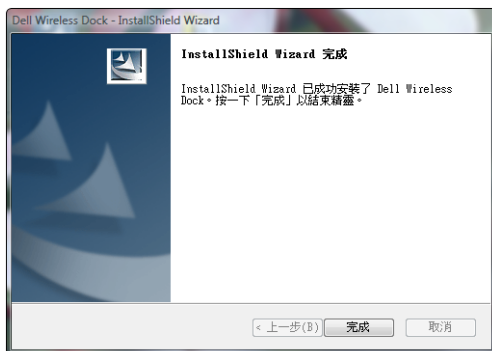 Dell Wireless Dock - InstallShield Wizard
InstallShield Wizard 完成
InstallShield Wizard 已成功安裝了 Dell Wireless
Dock。按一下「完成」以結束精靈。
< 上一步(B)
完成
取消